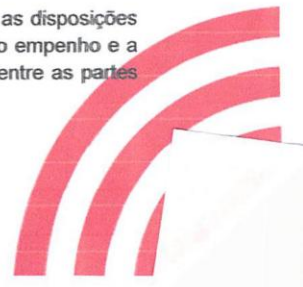 as disposições
o empenho e a
entre as partes